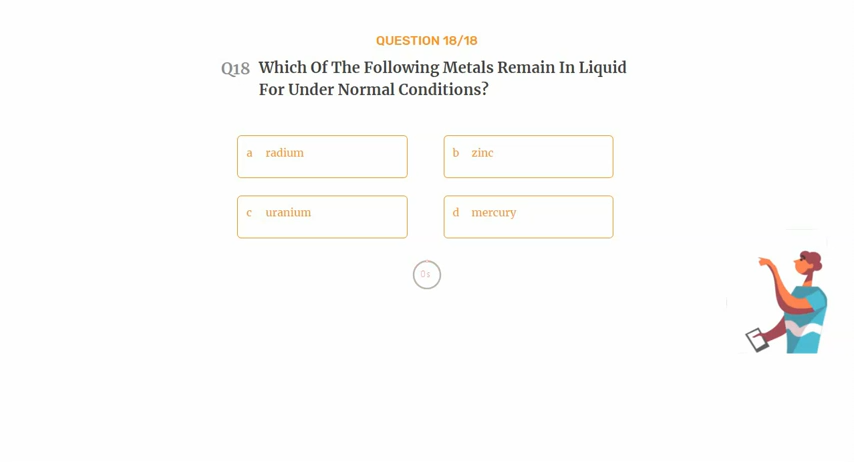 QUESTION 18/18
Q18 Which Of The Following Metals Remain In Liquid
For Under Normal Conditions?
a radium
b zinc
c uranium
d mercury
0s